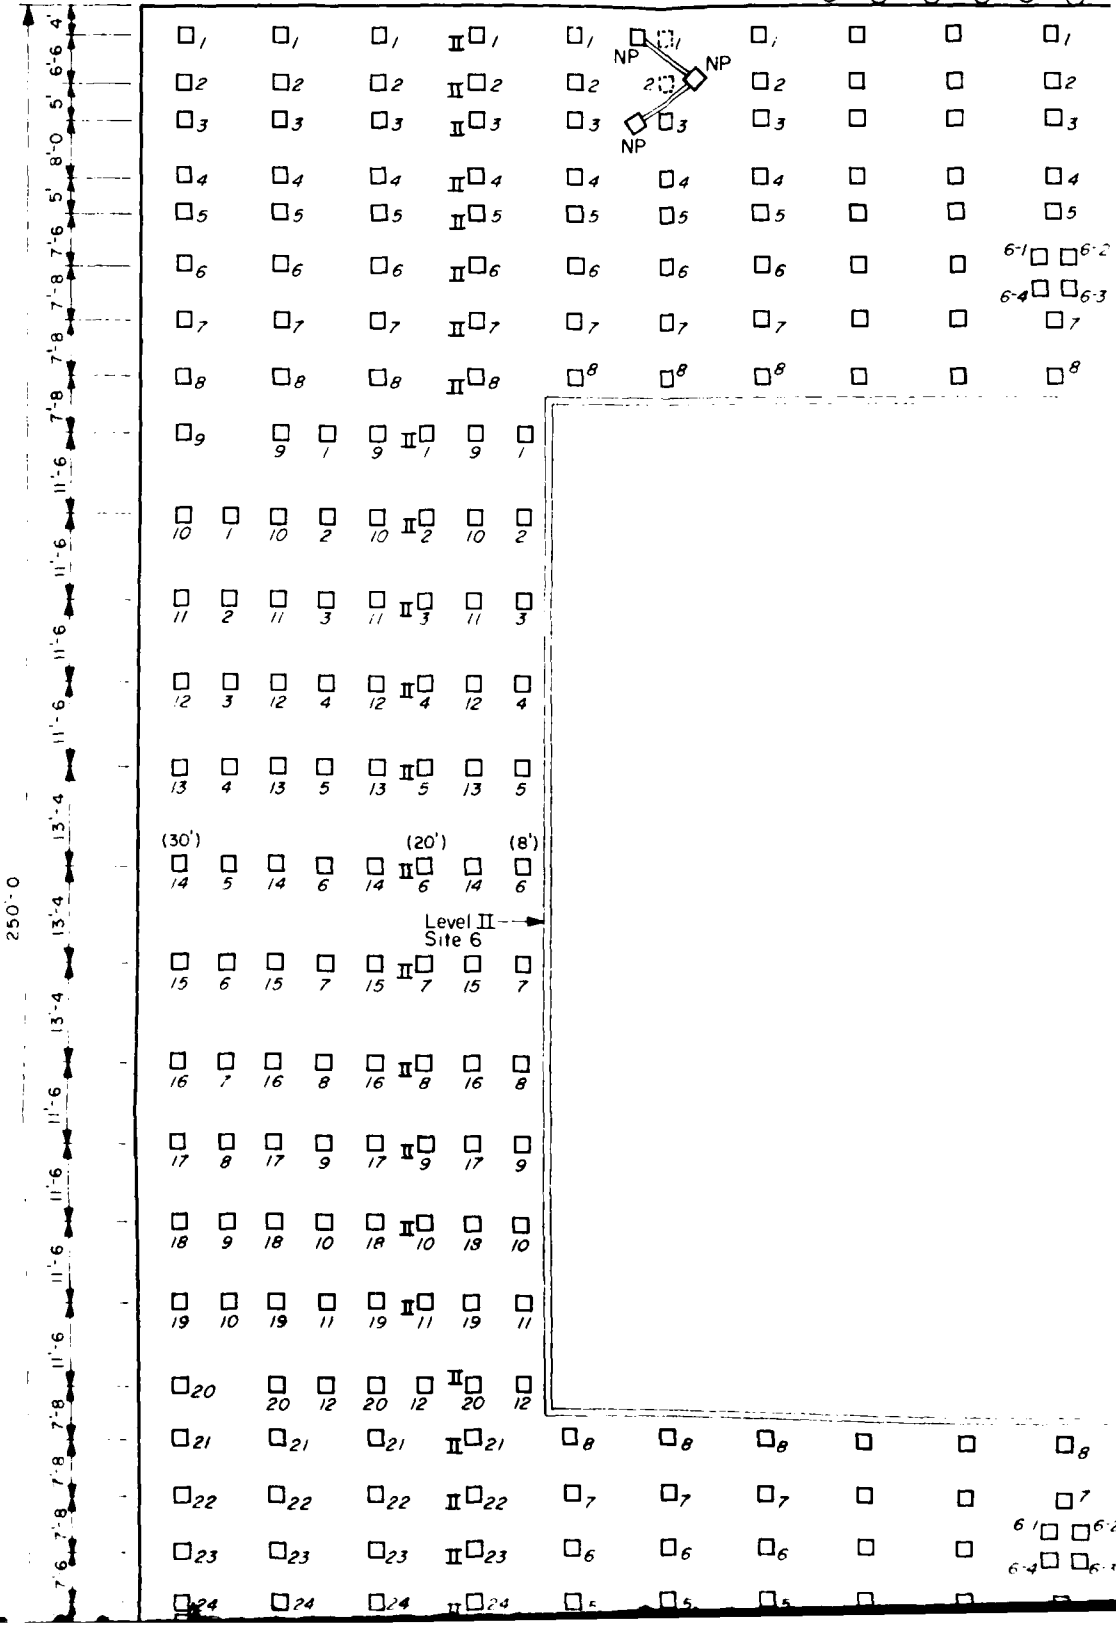 4' □1 □1 □1 II □1 □1 □1 □1 □ □ □1
NP NP
6'-6 □2 □2 □2 II □2 □2 2□ □2 □ □ □2
5' □3 □3 □3 II □3 □3 □3 □3 □ □ □3
NP
8'-0 □4 □4 □4 II □4 □4 □4 □4 □ □ □4
5' □5 □5 □5 II □5 □5 □5 □5 □ □ □5
7'-6 □6 □6 □6 II □6 □6 □6 □6 □ □ 6-1 □ □ 6-2
6-4 □ □ 6-3
7'-8 □7 □7 □7 II □7 □7 □7 □7 □ □ □7
7'-8 □8 □8 □8 II □8 □8 □8 □8 □ □ □8
7'-8 □9 □ □ □ II □ □ □
9 1 9 1 9 1
11'-6 □ □ □ □ □ II □ □ □
10 1 10 2 10 2 10 2
11'-6 □ □ □ □ □ II □ □ □
11 2 11 3 11 3 11 3
11'-6 □ □ □ □ □ II □ □ □
12 3 12 4 12 4 12 4
11'-6 □ □ □ □ □ II □ □ □
13 4 13 5 13 5 13 5
13'-4
(30') (20') (8')
□ □ □ □ □ II □ □ □
14 5 14 6 14 6 14 6
250'-0
13'-4
Level II
Site 6
□ □ □ □ □ II □ □ □
15 6 15 7 15 7 15 7
13'-4 □ □ □ □ □ II □ □ □
16 7 16 8 16 8 16 8
11'-6 □ □ □ □ □ II □ □ □
17 8 17 9 17 9 17 9
11'-6 □ □ □ □ □ II □ □ □
18 9 18 10 18 10 18 10
11'-6 □ □ □ □ □ II □ □ □
19 10 19 11 19 11 19 11
11'-6 □20 □ □ □ □ II □ □
20 12 20 12 20 12
7'-8 □21 □21 □21 II □21 □8 □8 □8 □ □ □8
7'-8 □22 □22 □22 II □22 □7 □7 □7 □ □ □7
6-1 □ □ 6-2
7'-8 □23 □23 □23 II □23 □6 □6 □6 □ □
6-4 □ □ 6-3
7'6 □24 □24 □24 II □24 □5 □5 □5 □ □